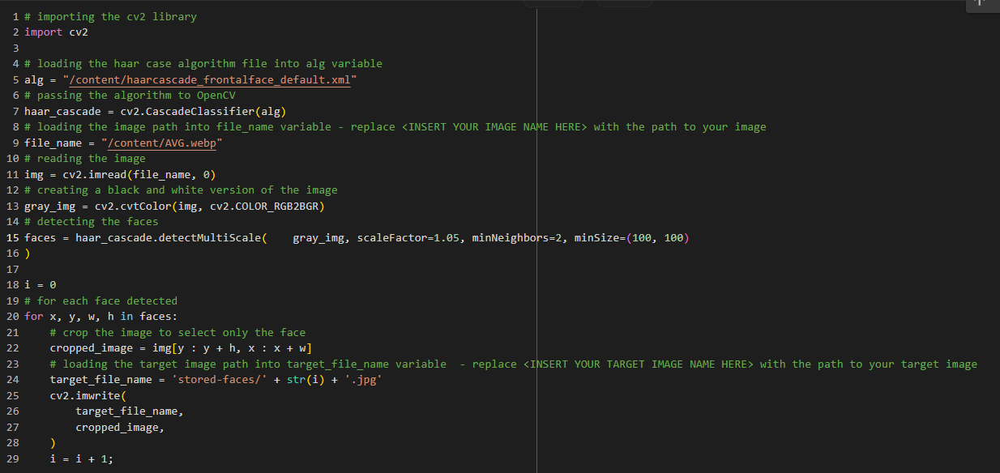 1 # importing the cv2 library
2 import cv2
3
4 # loading the haar case algorithm file into alg variable
5 alg = "/content/haarcascade_frontalface_default.xml"
6 # passing the algorithm to OpenCV
7 haar_cascade = cv2.CascadeClassifier(alg)
8 # loading the image path into file_name variable - replace <INSERT YOUR IMAGE NAME HERE> with the path to your image
9 file_name = "/content/AVG.webp"
10 # reading the image
11 img = cv2.imread(file_name, 0)
12 # creating a black and white version of the image
13 gray_img = cv2.cvtColor(img, cv2.COLOR_RGB2BGR)
14 # detecting the faces
15 faces = haar_cascade.detectMultiScale(    gray_img, scaleFactor=1.05, minNeighbors=2, minSize=(100, 100)
16 )
17
18 i = 0
19 # for each face detected
20 for x, y, w, h in faces:
21     # crop the image to select only the face
22     cropped_image = img[y : y + h, x : x + w]
23     # loading the target image path into target_file_name variable  - replace <INSERT YOUR TARGET IMAGE NAME HERE> with the path to your target image
24     target_file_name = 'stored-faces/' + str(i) + '.jpg'
25     cv2.imwrite(
26         target_file_name,
27         cropped_image,
28     )
29     i = i + 1;